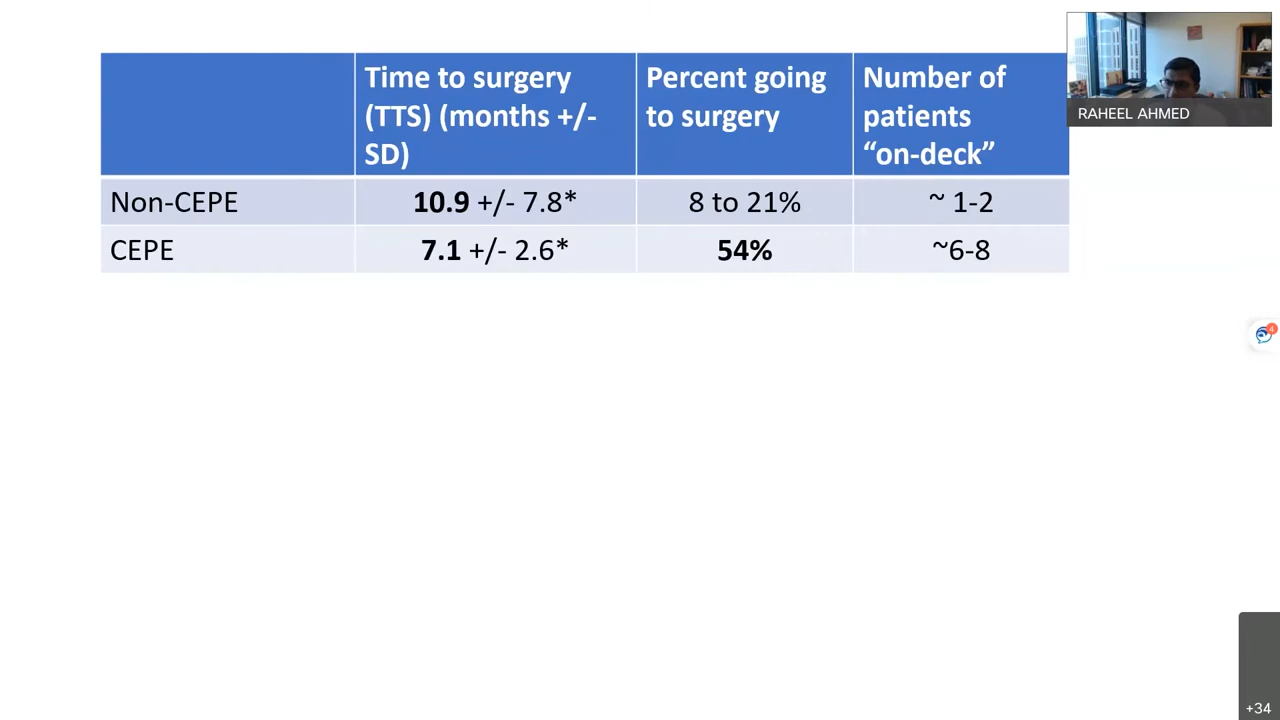 Time to surgery
(TTS) (months +/-
SD)
Percent going
to surgery
Number of
patients
“on-deck”
Non-CEPE 10.9 +/- 7.8* 8 to 21% ~ 1-2
CEPE 7.1 +/- 2.6* 54% ~6-8
RAHEEL AHMED
4
+34